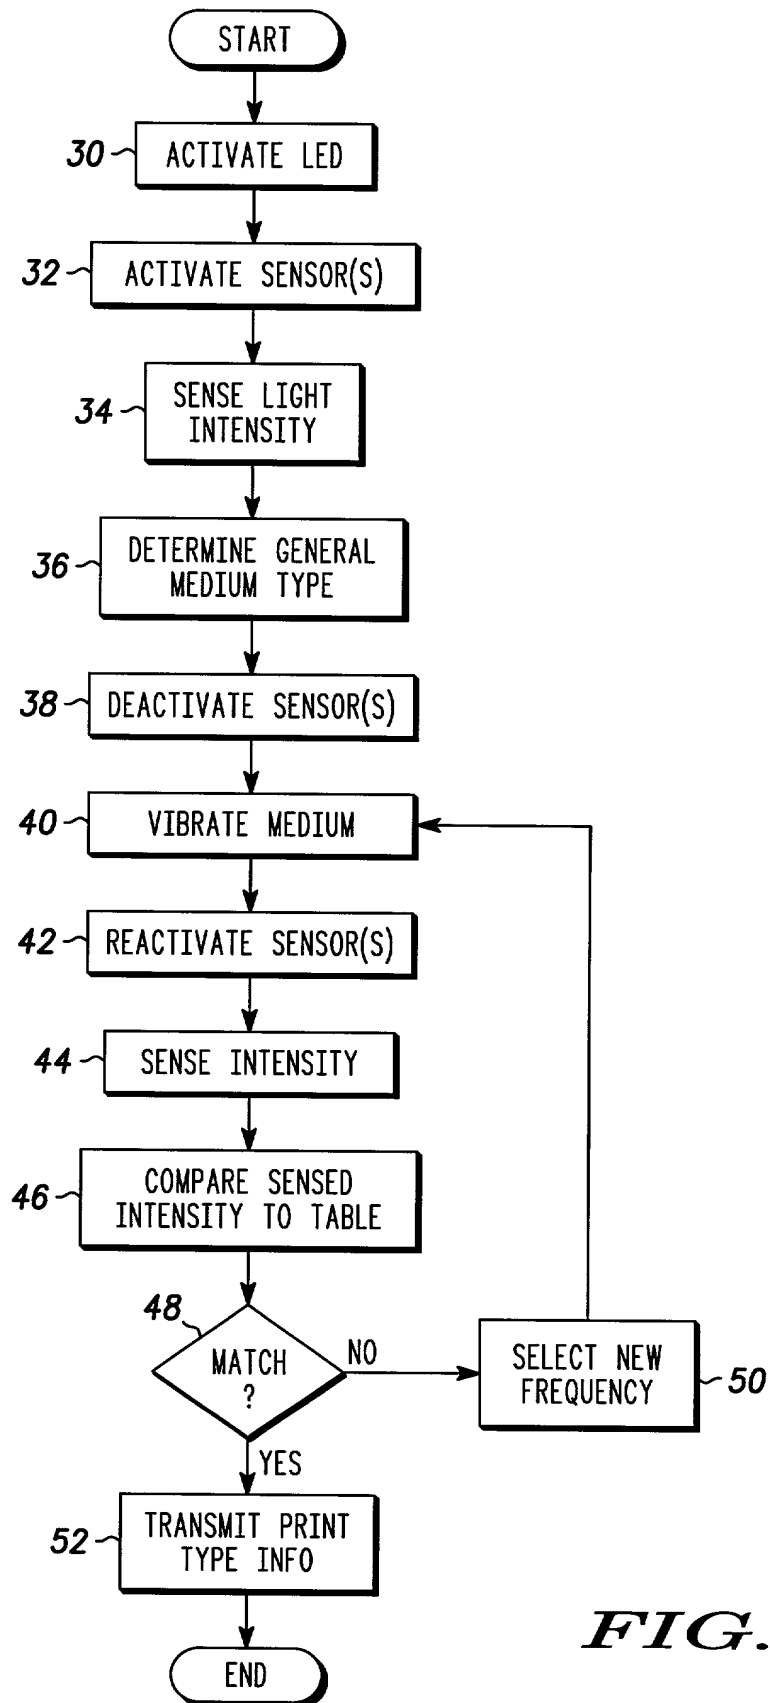 START
30
ACTIVATE LED
32
ACTIVATE SENSOR(S)
34
SENSE LIGHT
INTENSITY
36
DETERMINE GENERAL
MEDIUM TYPE
38
DEACTIVATE SENSOR(S)
40
VIBRATE MEDIUM
42
REACTIVATE SENSOR(S)
44
SENSE INTENSITY
46
COMPARE SENSED
INTENSITY TO TABLE
48
MATCH
?
NO
SELECT NEW
FREQUENCY
50
YES
52
TRANSMIT PRINT
TYPE INFO
END
FIG.